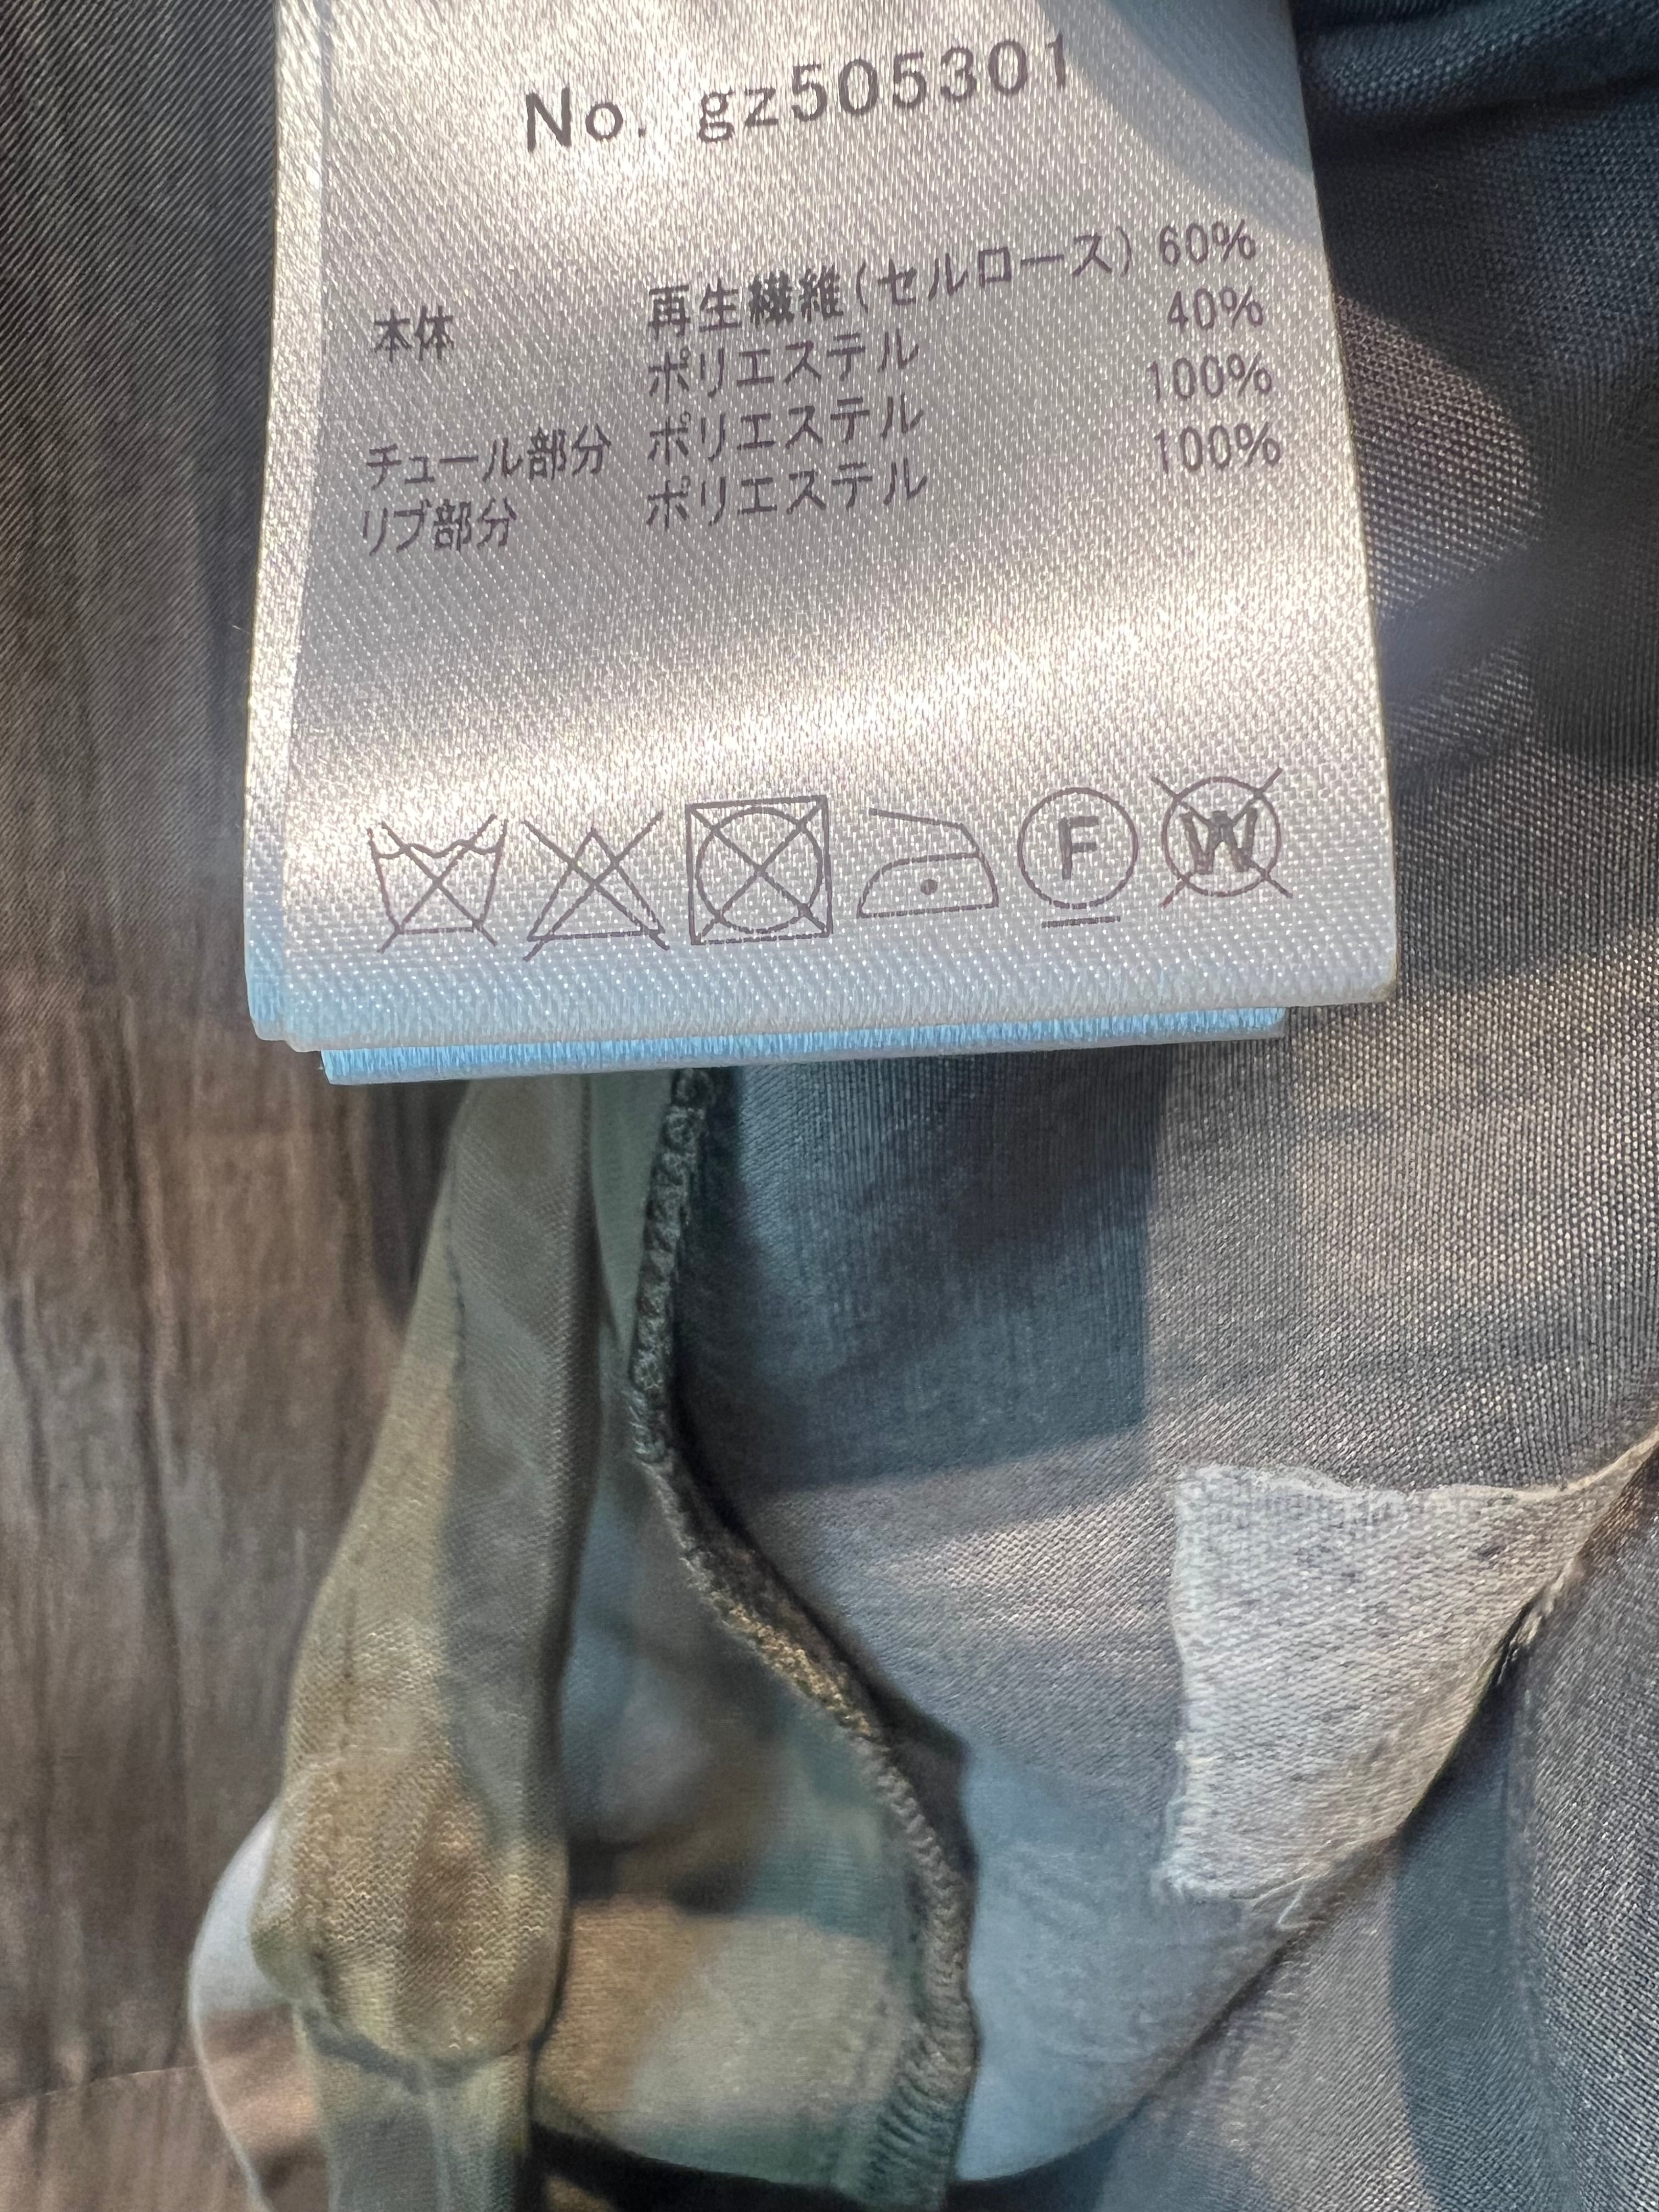 No. gz505301
本体 再生繊維(セルロース) 60%
ポリエステル 40%
チュール部分 ポリエステル 100%
リブ部分 ポリエステル 100%
F W